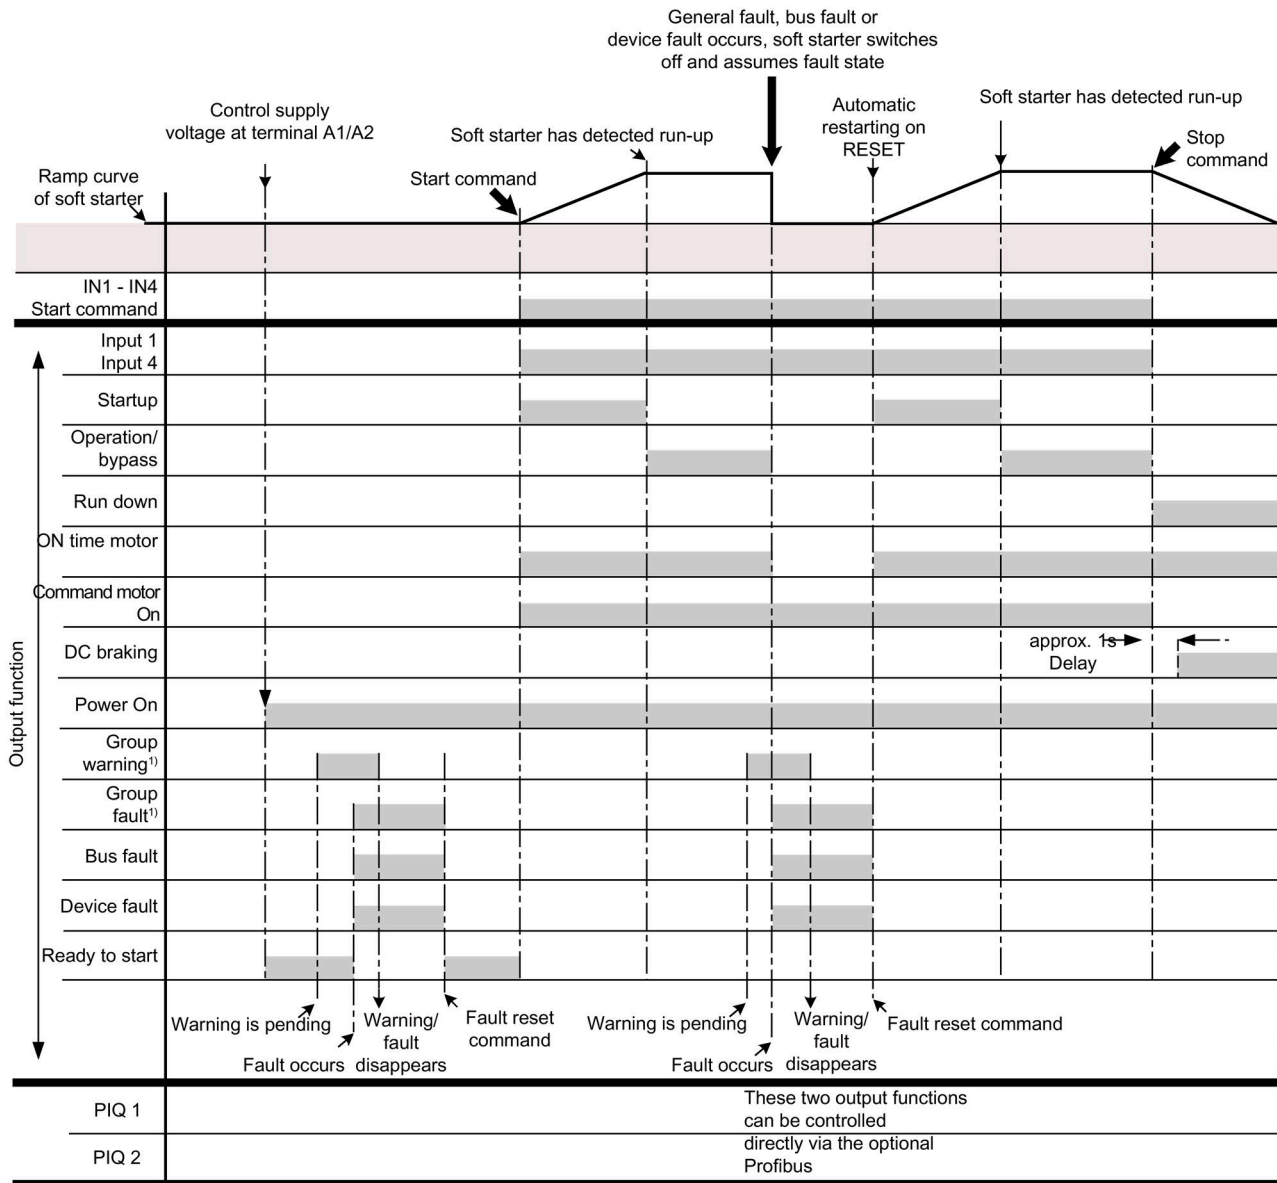 General fault, bus fault or
device fault occurs, soft starter switches
off and assumes fault state
Control supply
voltage at terminal A1/A2
Soft starter has detected run-up
Automatic
restarting on
RESET
Soft starter has detected run-up
Stop
command
Ramp curve
of soft starter
Start command
IN1 - IN4
Start command
Input 1
Input 4
Startup
Operation/
bypass
Run down
ON time motor
Command motor
On
DC braking
approx. 1s
Delay
Power On
Group
warning1)
Group
fault1)
Bus fault
Device fault
Ready to start
Output function
Warning is pending
Fault occurs
Warning/
fault
disappears
Fault reset
command
Warning is pending
Fault occurs
Warning/
fault
disappears
Fault reset command
PIQ 1
PIQ 2
These two output functions
can be controlled
directly via the optional
Profibus